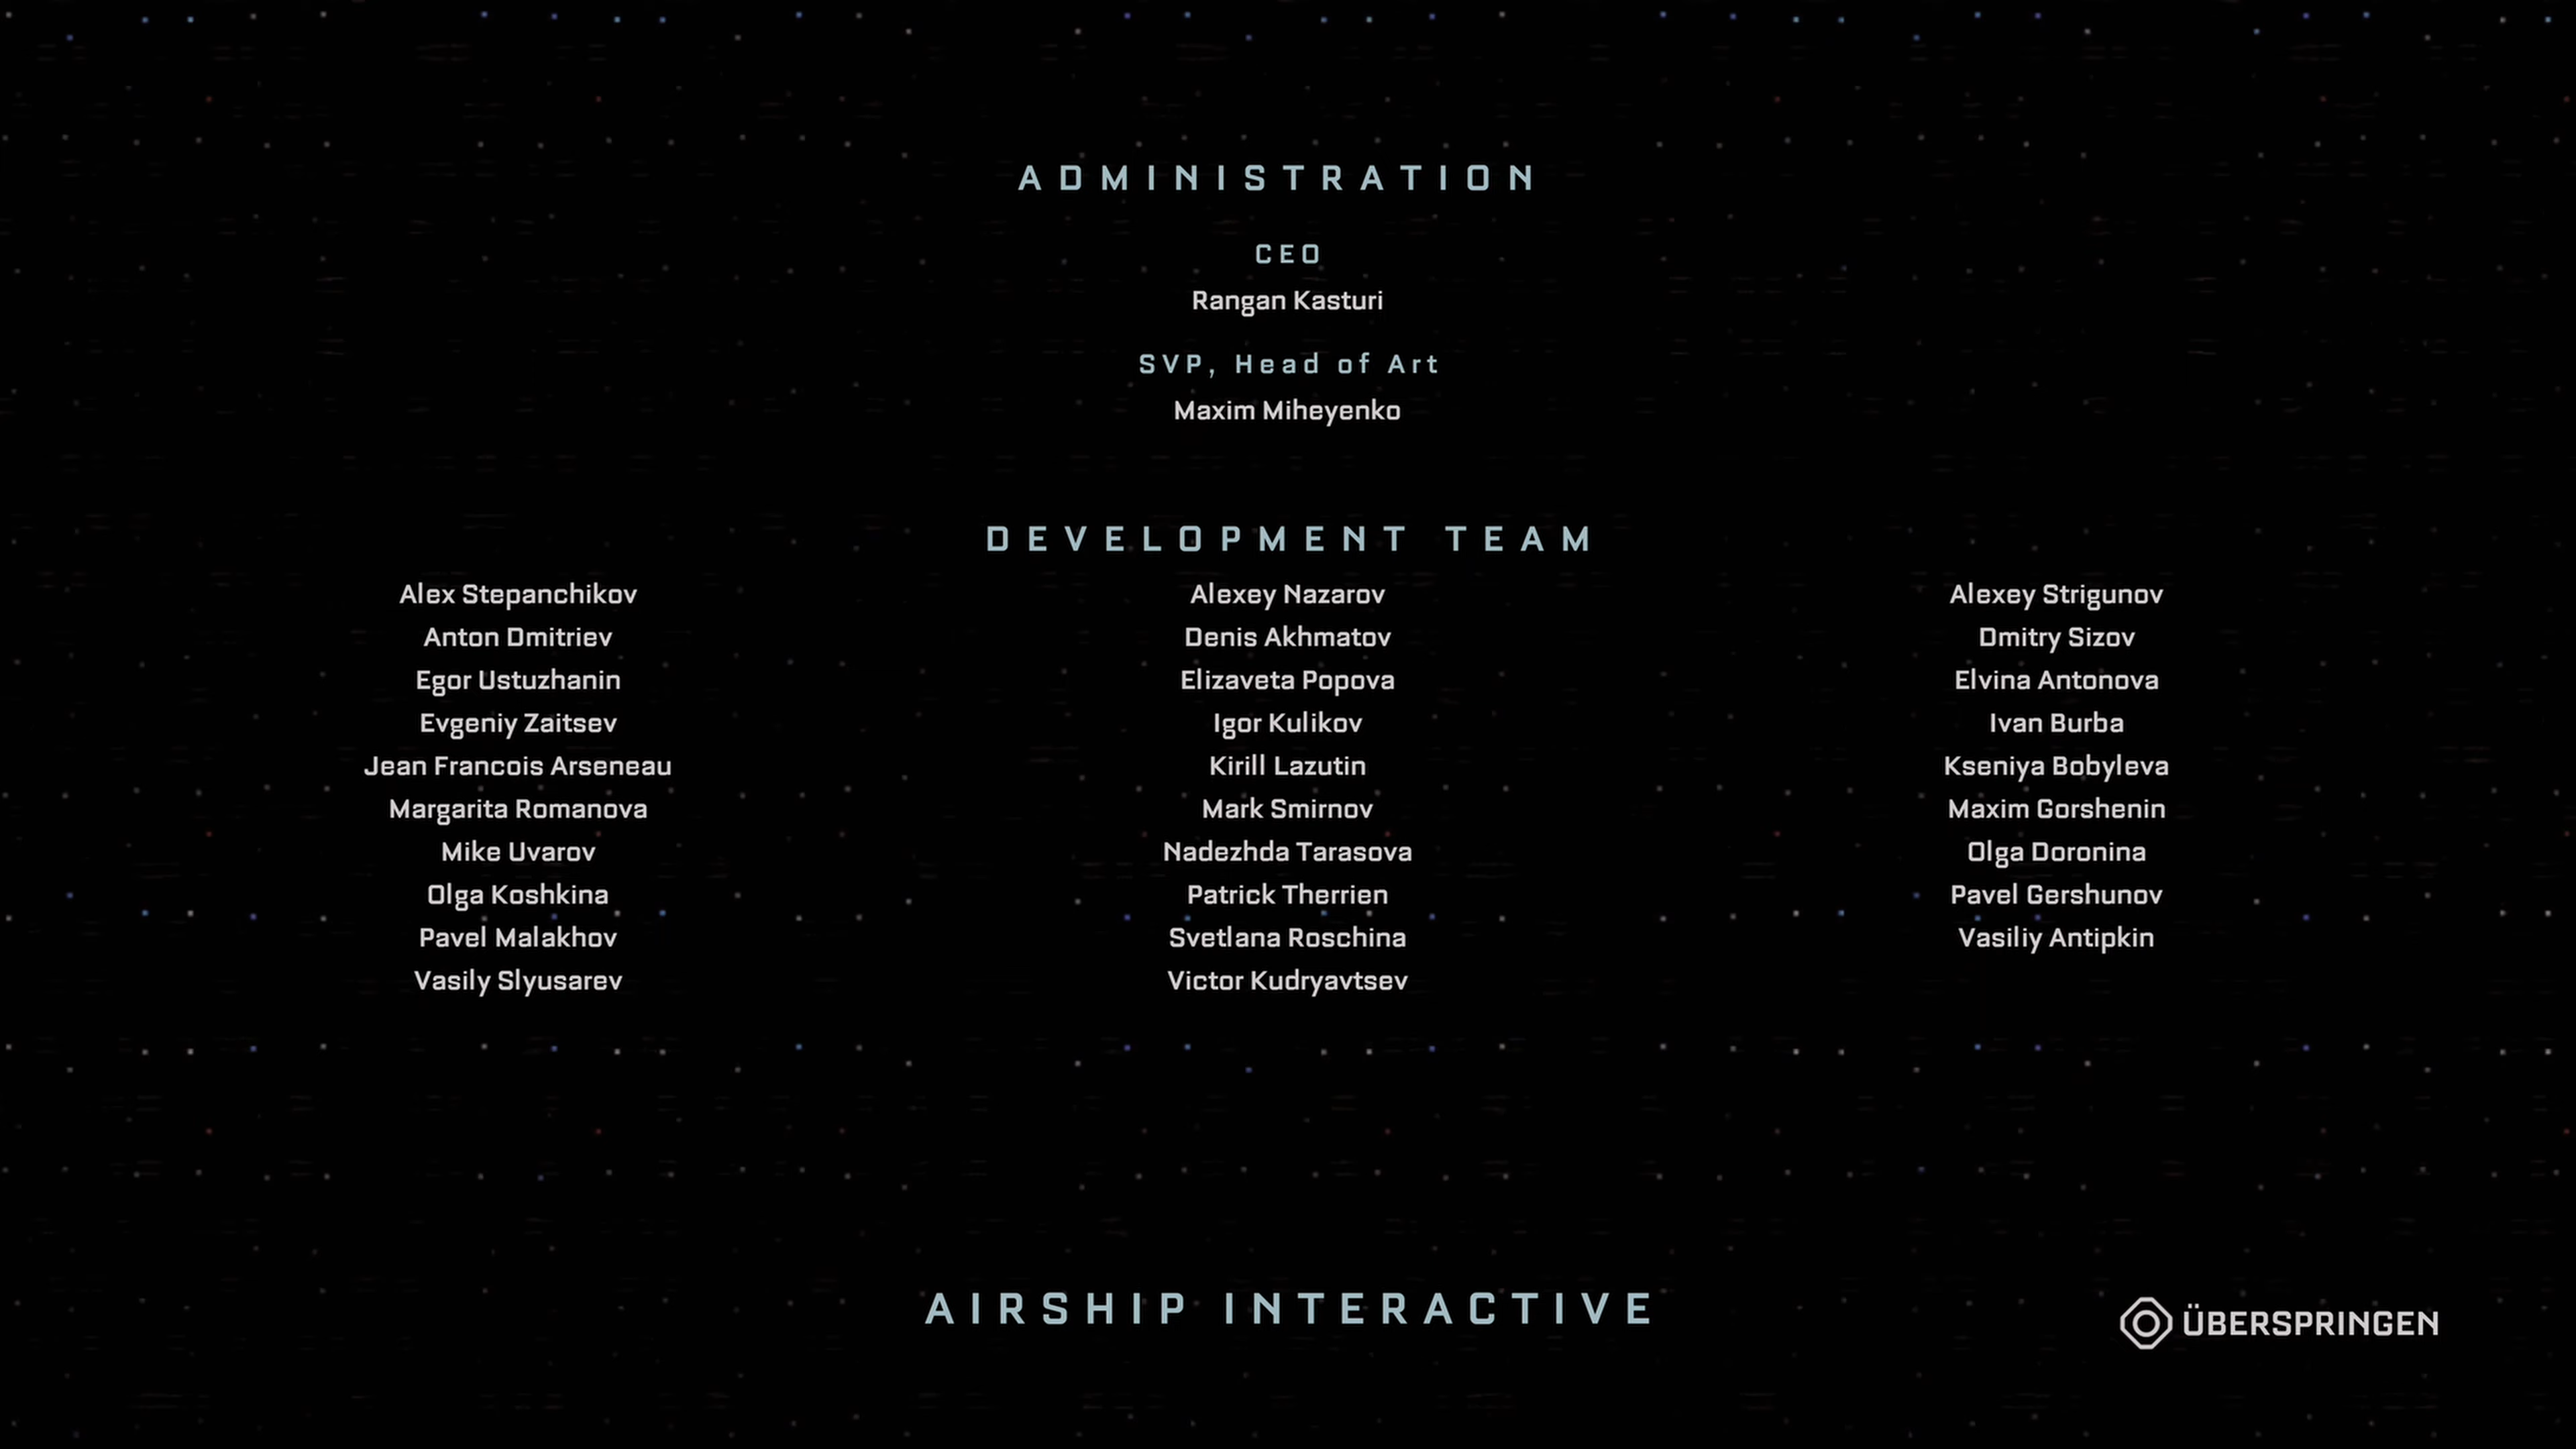 ADMINISTRATION
CEO
Rangan Kasturi
SVP, Head of Art
Maxim Miheyenko
DEVELOPMENT TEAM
Alex Stepanchikov Alexey Nazarov Alexey Strigunov
Anton Dmitriev Denis Akhmatov Dmitry Sizov
Egor Ustuzhanin Elizaveta Popova Elvina Antonova
Evgeniy Zaitsev Igor Kulikov Ivan Burba
Jean Francois Arseneau Kirill Lazutin Kseniya Bobyleva
Margarita Romanova Mark Smirnov Maxim Gorshenin
Mike Uvarov Nadezhda Tarasova Olga Doronina
Olga Koshkina Patrick Therrien Pavel Gershunov
Pavel Malakhov Svetlana Roschina Vasiliy Antipkin
Vasily Slyusarev Victor Kudryavtsev
AIRSHIP INTERACTIVE
ÜBERSPRINGEN